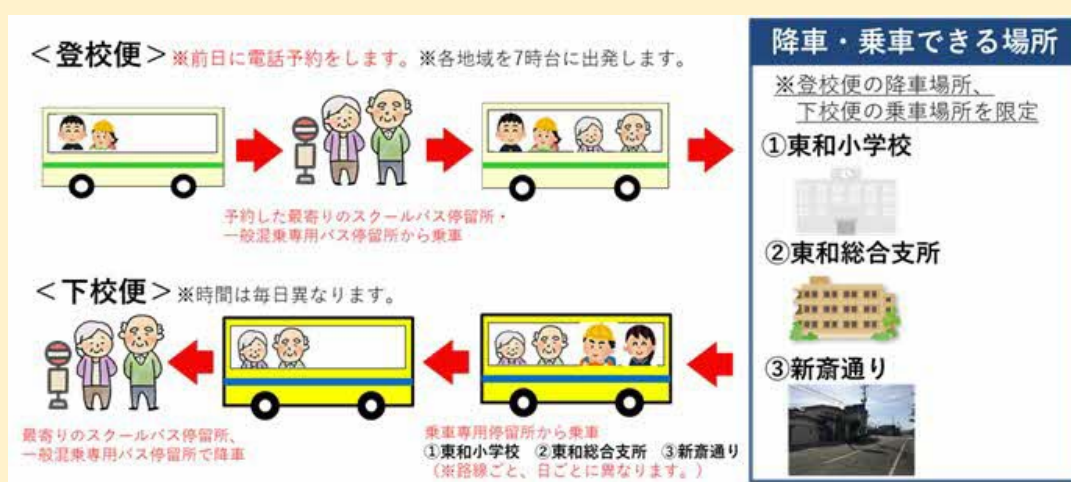 ＜登校便＞※前日に電話予約をします。※各地域を7時台に出発します。
予約した最寄りのスクールバス停留所・
一般混乗専用バス停留所から乗車
＜下校便＞※時間は毎日異なります。
最寄りのスクールバス停留所、
一般混乗専用バス停留所で降車
乗車専用停留所から乗車
①東和小学校　②東和総合支所　③新斎通り
（※路線ごと、日ごとに異なります。）
降車・乗車できる場所
※登校便の降車場所、
下校便の乗車場所を限定
①東和小学校
②東和総合支所
③新斎通り